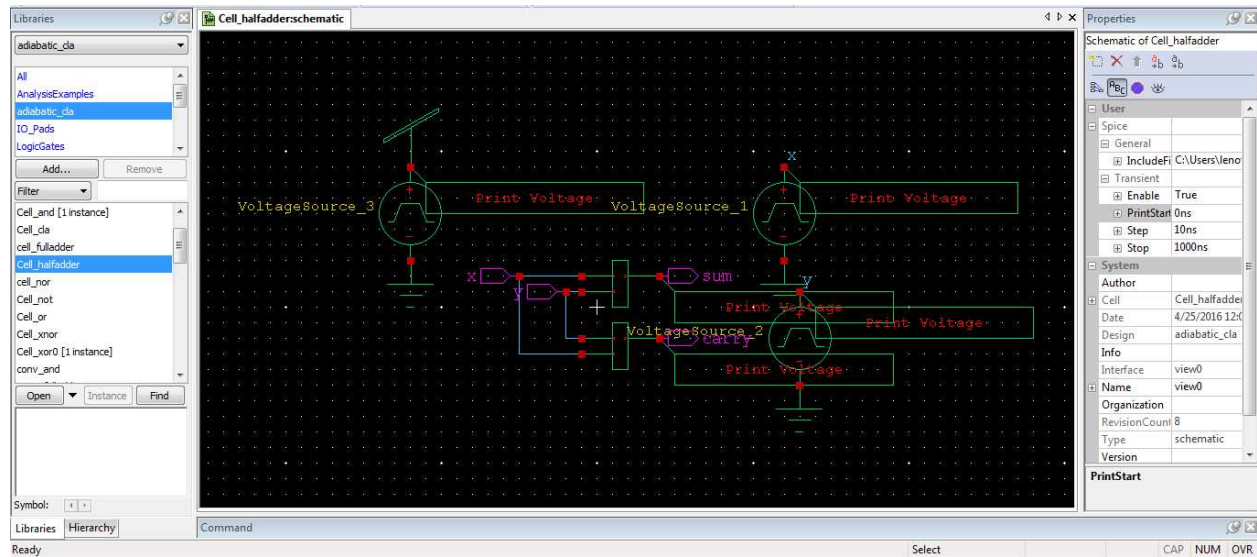 Libraries
adiabatic_cla
All
AnalysisExamples
adiabatic_cla
IO_Pads
LogicGates
Add... Remove
Filter
Cell_and [1 instance]
Cell_cla
cell_fulladder
Cell_halfadder
cell_nor
Cell_not
Cell_or
Cell_xnor
Cell_xor0 [1 instance]
conv_and
Open Instance Find
Symbol:
Libraries Hierarchy
Ready
Cell_halfadder:schematic
x
Print Voltage
Print Voltage
VoltageSource_3
VoltageSource_1
x
sum
y
y
Print Voltage
Print Voltage
VoltageSource_2
carry
Print Voltage
Command
Select CAP NUM OVR
Properties
Schematic of Cell_halfadder
User
Spice
General
IncludeFi C:\Users\leno
Transient
Enable True
PrintStart 0ns
Step 10ns
Stop 1000ns
System
Author
Cell Cell_halfadder
Date 4/25/2016 12:0
Design adiabatic_cla
Info
Interface view0
Name view0
Organization
RevisionCount 8
Type schematic
Version
PrintStart